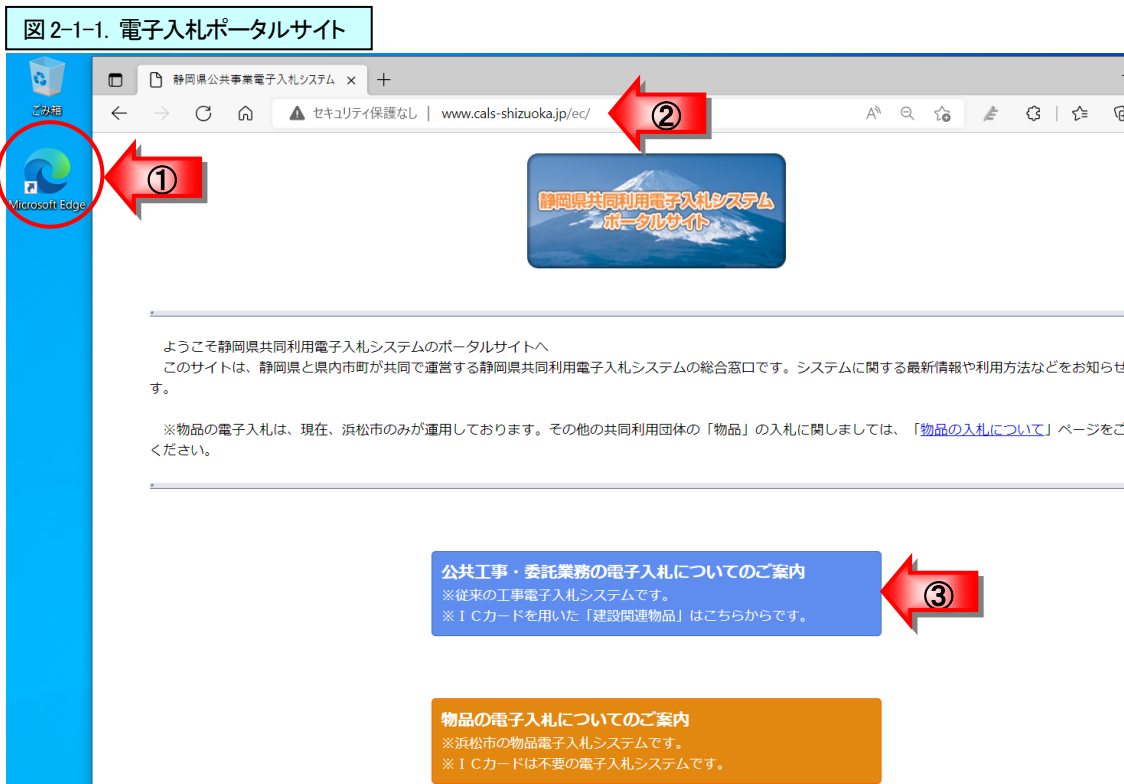 図 2-1-1. 電子入札ポータルサイト
ごみ箱
静岡県公共事業電子入札システム
セキュリティ保護なし | www.cals-shizuoka.jp/ec/
②
①
Microsoft Edge
静岡県共同利用電子入札システム
ポータルサイト
ようこそ静岡県共同利用電子入札システムのポータルサイトへ
このサイトは、静岡県と県内市町が共同で運営する静岡県共同利用電子入札システムの総合窓口です。システムに関する最新情報や利用方法などをお知らせ
す。
※物品の電子入札は、現在、浜松市のみが運用しております。その他の共同利用団体の「物品」の入札に関しましては、「物品の入札について」ページをご
ください。
公共工事・委託業務の電子入札についてのご案内
※従来の工事電子入札システムです。
※ＩＣカードを用いた「建設関連物品」はこちらからです。
③
物品の電子入札についてのご案内
※浜松市の物品電子入札システムです。
※ＩＣカードは不要の電子入札システムです。